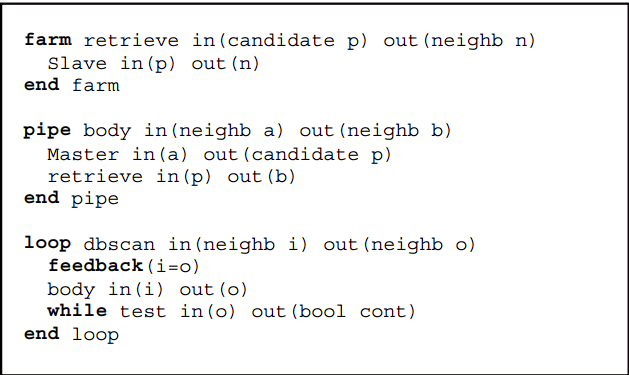 farm retrieve in(candidate p) out(neighb n)
Slave in(p) out(n)
end farm
pipe body in(neighb a) out(neighb b)
Master in(a) out(candidate p)
retrieve in(p) out(b)
end pipe
loop dbscan in(neighb i) out(neighb o)
feedback(i=o)
body in(i) out(o)
while test in(o) out(bool cont)
end loop